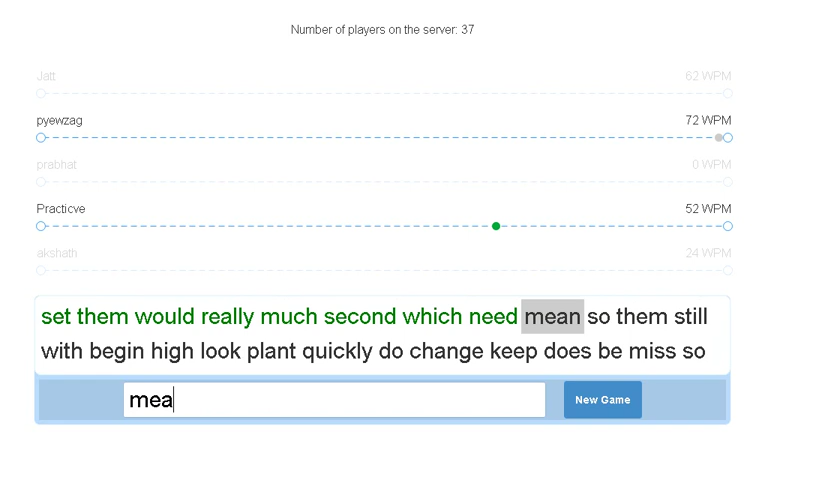 Number of players on the server: 37
Jatt 62 WPM
pyewzag 72 WPM
prabhat 0 WPM
Practicve 52 WPM
akshath 24 WPM
set them would really much second which need mean so them still
with begin high look plant quickly do change keep does be miss so
mea New Game